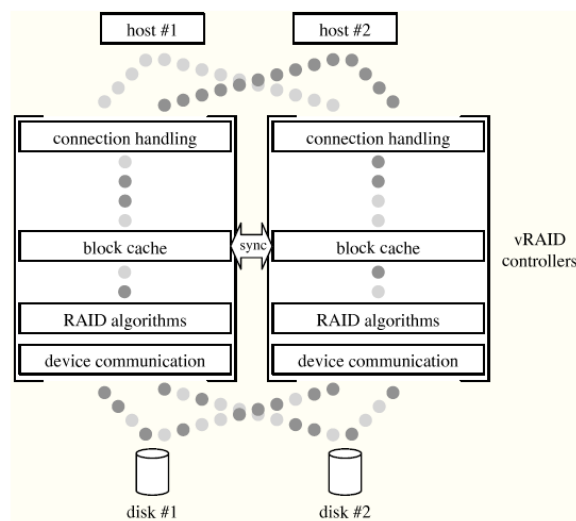 host #1
host #2
connection handling
connection handling
block cache
sync
block cache
vRAID
controllers
RAID algorithms
RAID algorithms
device communication
device communication
disk #1
disk #2